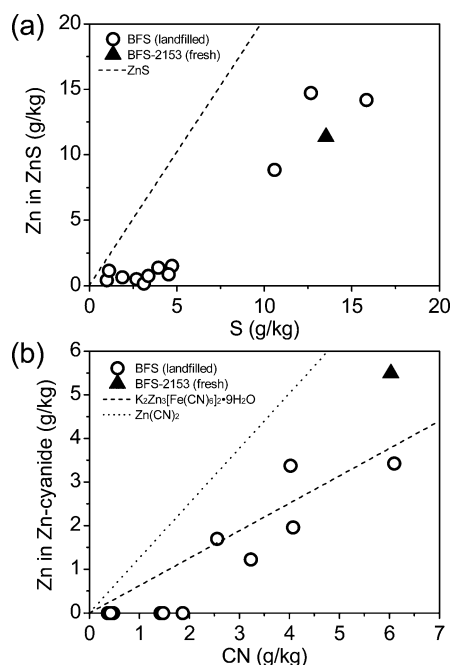 (a)
BFS (landfilled)
BFS-2153 (fresh)
ZnS
20
15
10
5
0
Zn in ZnS (g/kg)
0 5 10 15 20
S (g/kg)
(b)
BFS (landfilled)
BFS-2153 (fresh)
K₂Zn₃[Fe(CN)₆]₂•9H₂O
Zn(CN)₂
6
5
4
3
2
1
0
Zn in Zn-cyanide (g/kg)
0 1 2 3 4 5 6 7
CN (g/kg)